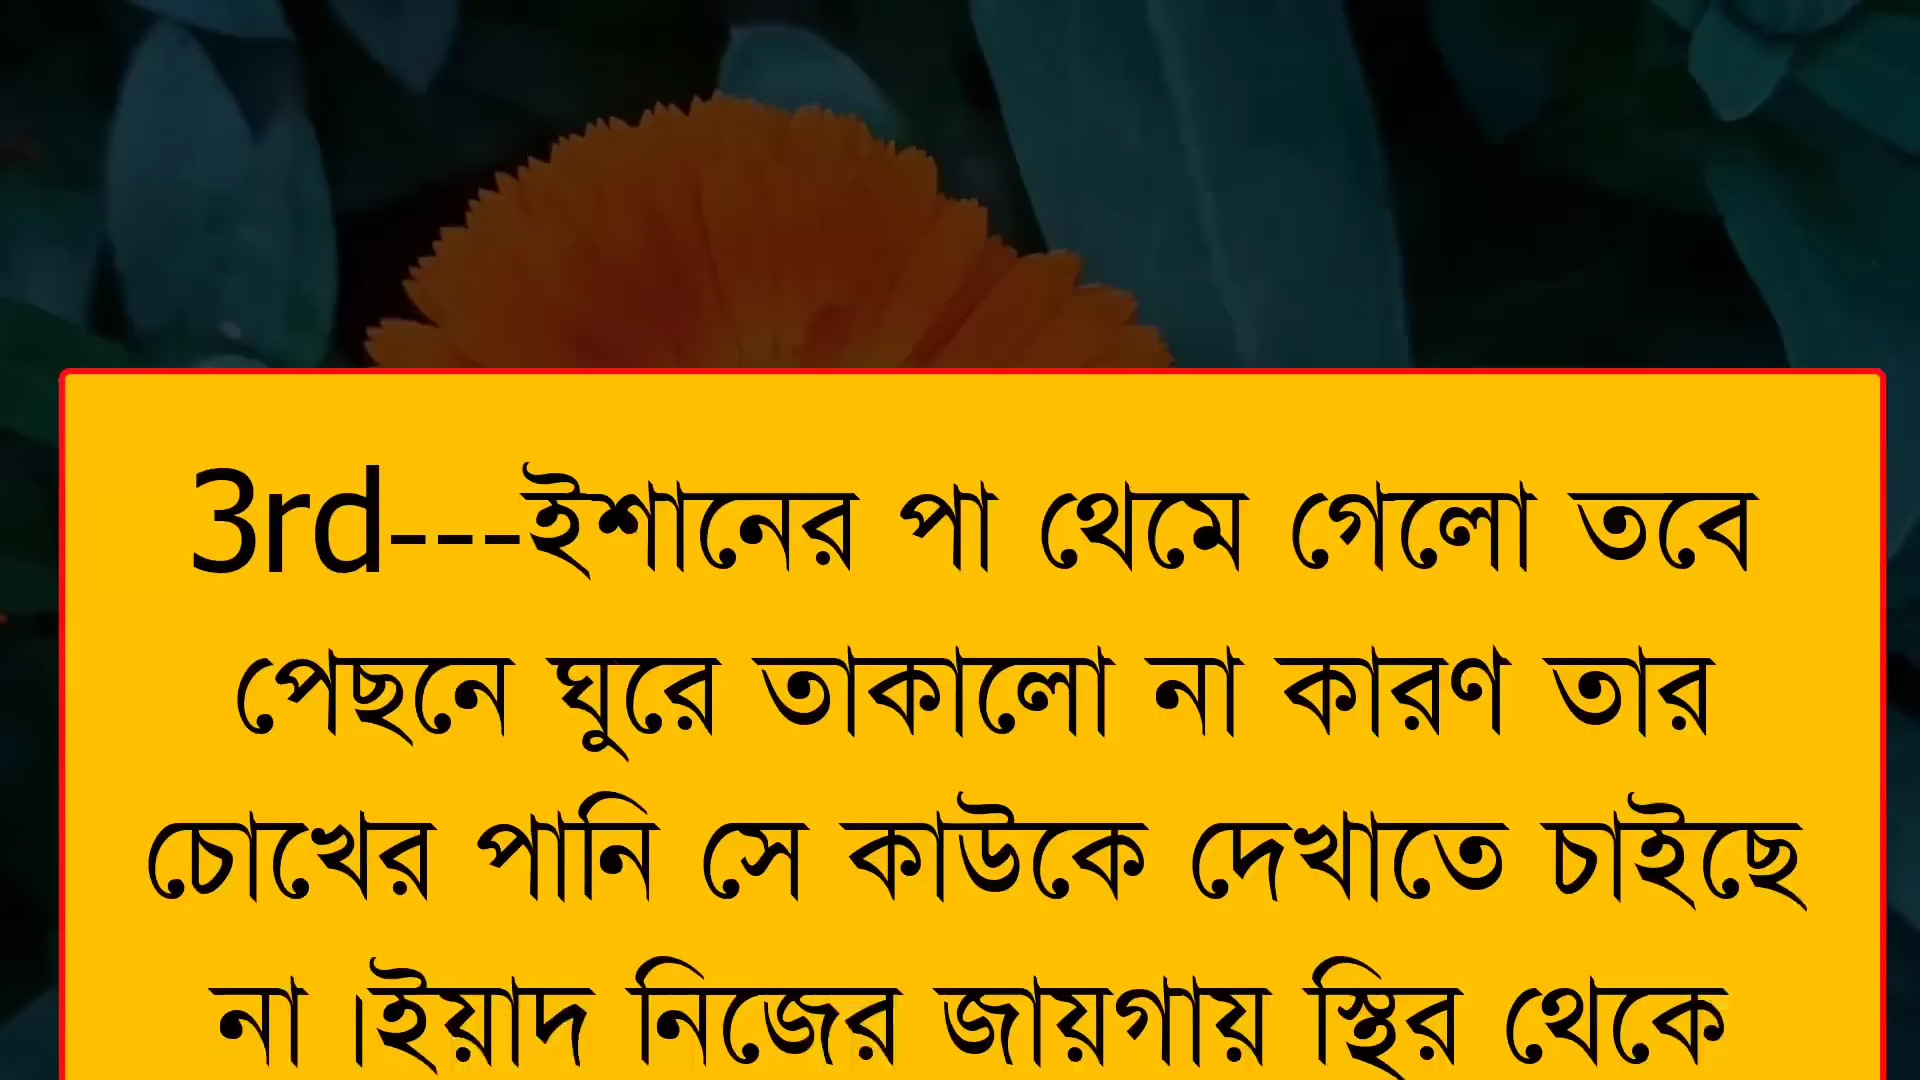 3rd---ইশানের পা থেমে গেলো তবে
পেছনে ঘুরে তাকালো না কারণ তার
চোখের পানি সে কাউকে দেখাতে চাইছে
না ।ইয়াদ নিজের জায়গায় স্থির থেকে